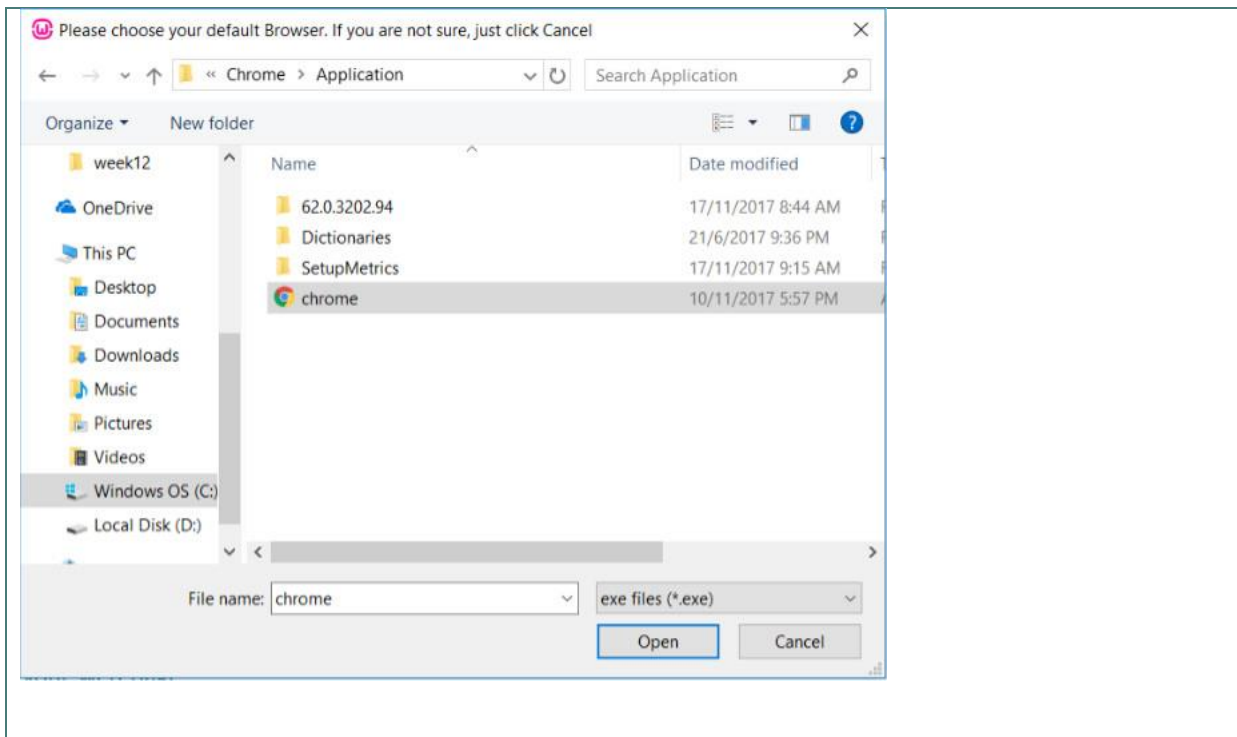 Please choose your default Browser. If you are not sure, just click Cancel
« Chrome > Application
Search Application
Organize
New folder
week12
OneDrive
This PC
Desktop
Documents
Downloads
Music
Pictures
Videos
Windows OS (C:)
Local Disk (D:)
Name Date modified
62.0.3202.94 17/11/2017 8:44 AM
Dictionaries 21/6/2017 9:36 PM
SetupMetrics 17/11/2017 9:15 AM
chrome 10/11/2017 5:57 PM
File name: chrome
exe files (*.exe)
Open
Cancel